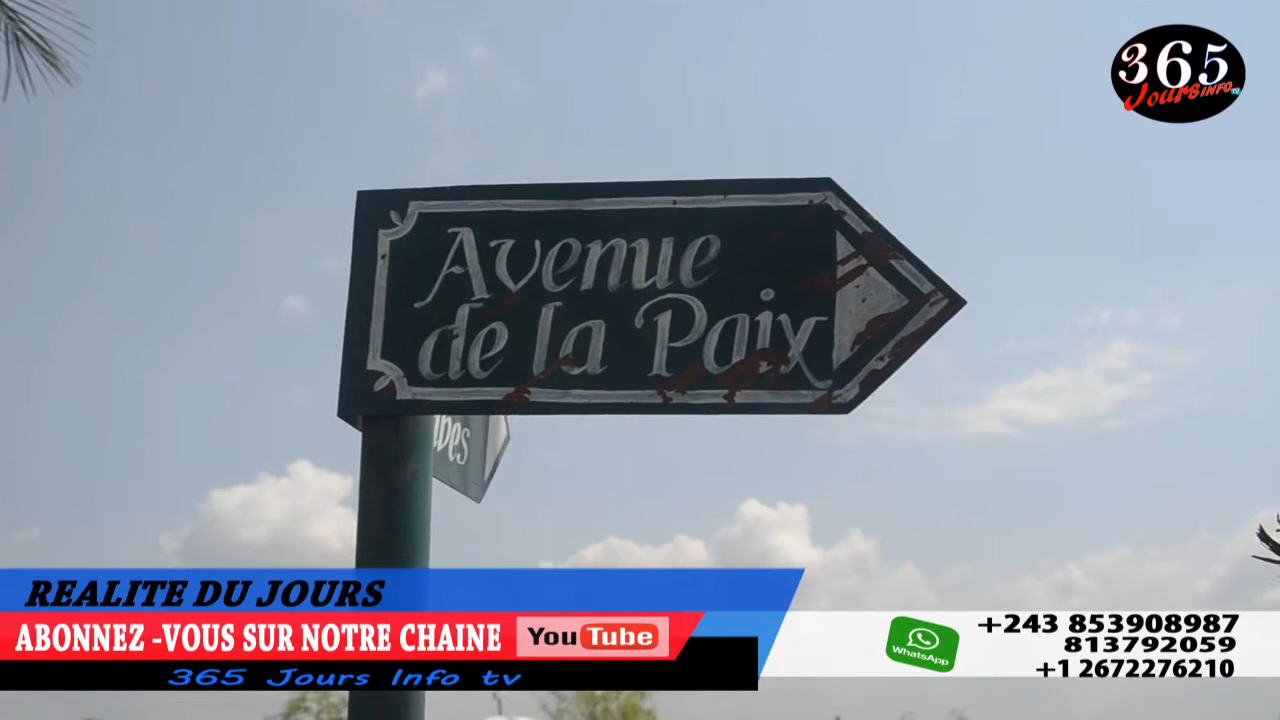 365
Jours INFO TV
Avenue
de la Paix
REALITE DU JOURS
ABONNEZ -VOUS SUR NOTRE CHAINE YouTube
365 Jours Info tv
WhatsApp
+243 853908987
813792059
+1 2672276210